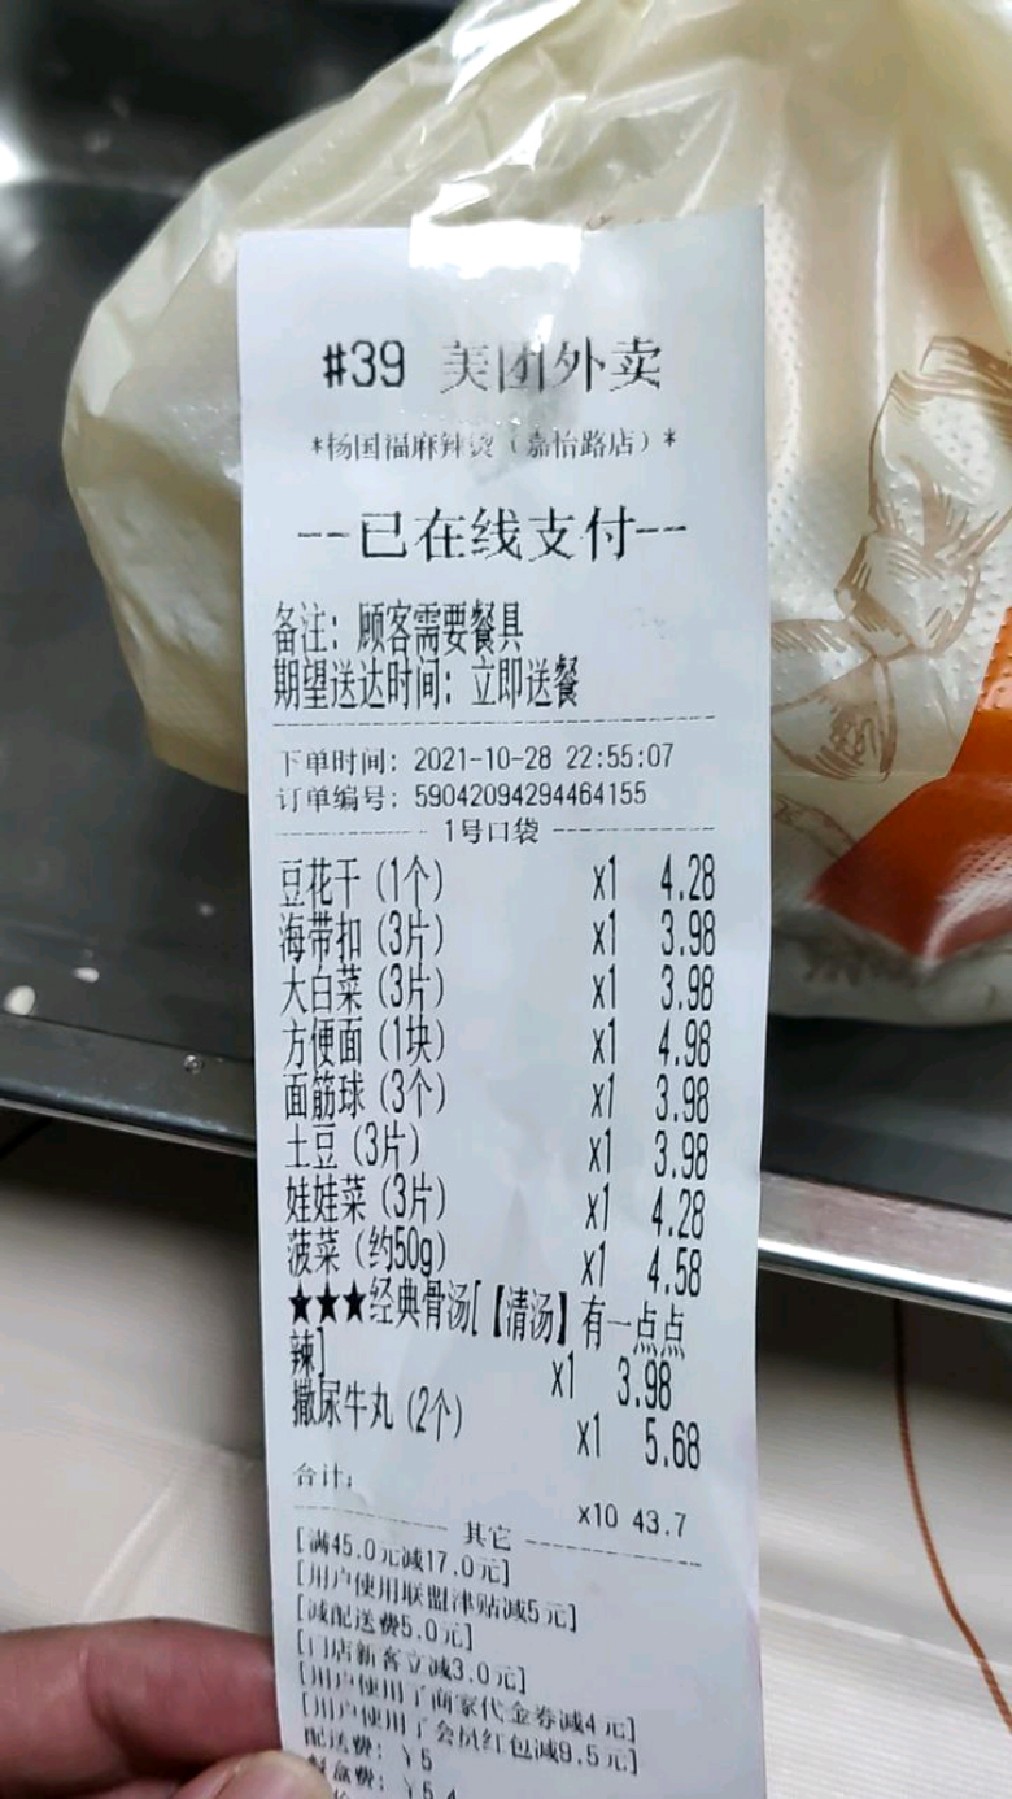 #39 美团外卖
*杨国福麻辣烫（嘉怡路店）*
--已在线支付--
备注：顾客需要餐具
期望送达时间：立即送餐
下单时间：2021-10-28 22:55:07
订单编号：59042094294464155
1号口袋
豆花干（1个） x1 4.28
海带扣（3片） x1 3.98
大白菜（3片） x1 3.98
方便面（1块） x1 4.98
面筋球（3个） x1 3.98
土豆（3片） x1 3.98
娃娃菜（3片） x1 4.28
菠菜（约50g） x1 4.58
★★★经典骨汤[【清汤】有一点点
辣] x1 3.98
撒尿牛丸（2个） x1 5.68
合计： x10 43.7
其它
[满45.0元减17.0元]
[用户使用联盟津贴减5元]
[减配送费5.0元]
[门店新客立减3.0元]
[用户使用了商家代金券减4元]
[用户使用了会员红包减9.5元]
配送费：¥5
餐盒费：¥5.4